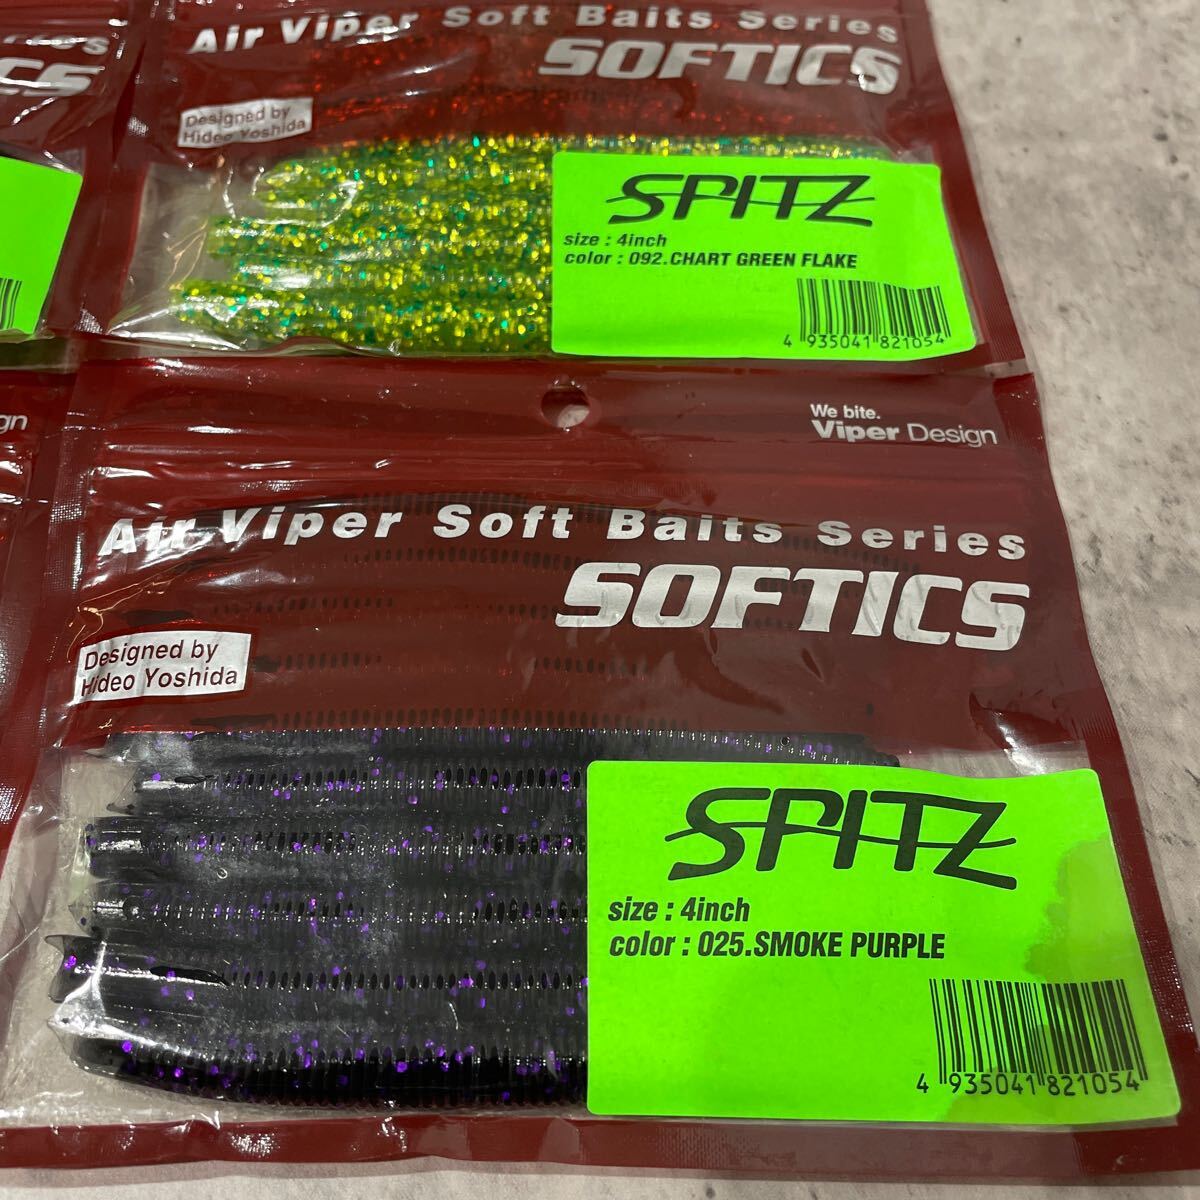 Air Viper Soft Baits Series
SOFTICS
Designed by
Hideo Yoshida
SPITZ
size : 4inch
color : 092.CHART GREEN FLAKE
4 935041 821054
We bite.
Viper Design
Air Viper Soft Baits Series
SOFTICS
Designed by
Hideo Yoshida
SPITZ
size : 4inch
color : 025.SMOKE PURPLE
4 935041 821054